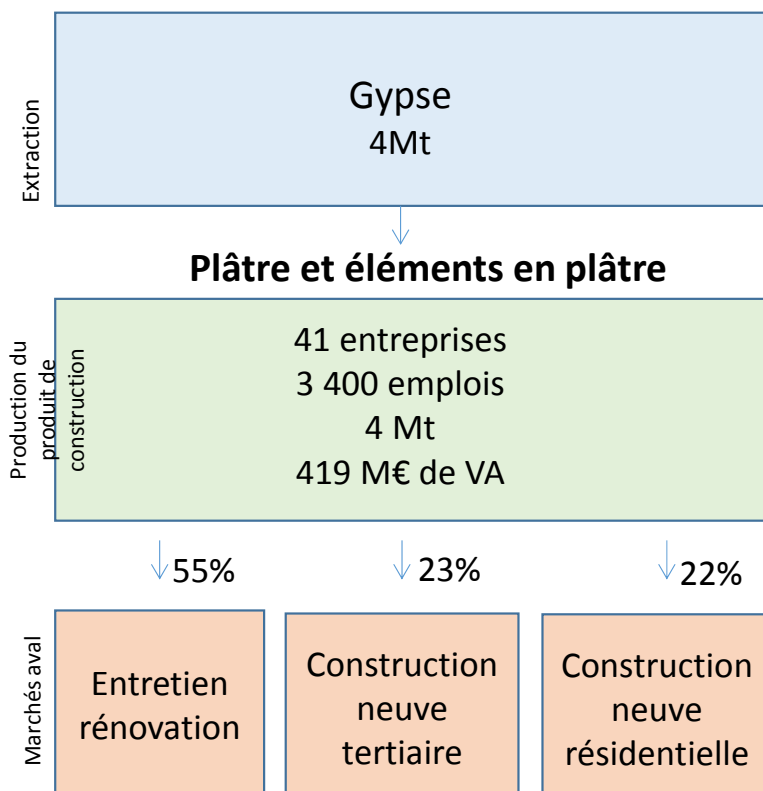 Extraction
Gypse
4Mt
Plâtre et éléments en plâtre
Production du
produit de
construction
41 entreprises
3 400 emplois
4 Mt
419 M€ de VA
55%
23%
22%
Marchés aval
Entretien
rénovation
Construction
neuve
tertiaire
Construction
neuve
résidentielle